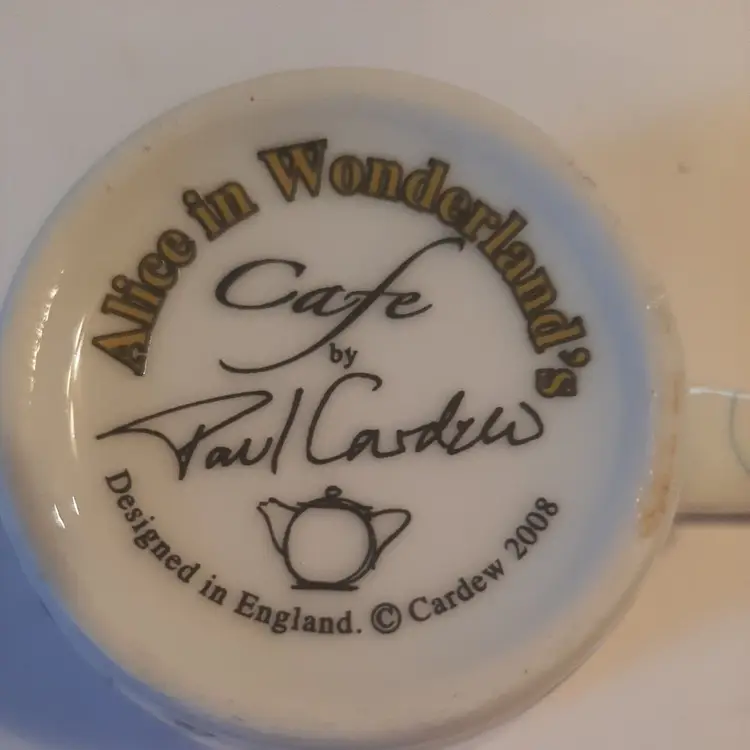 Alice in Wonderland's
Cafe
by
Paul Cardew
Designed in England. © Cardew 2008